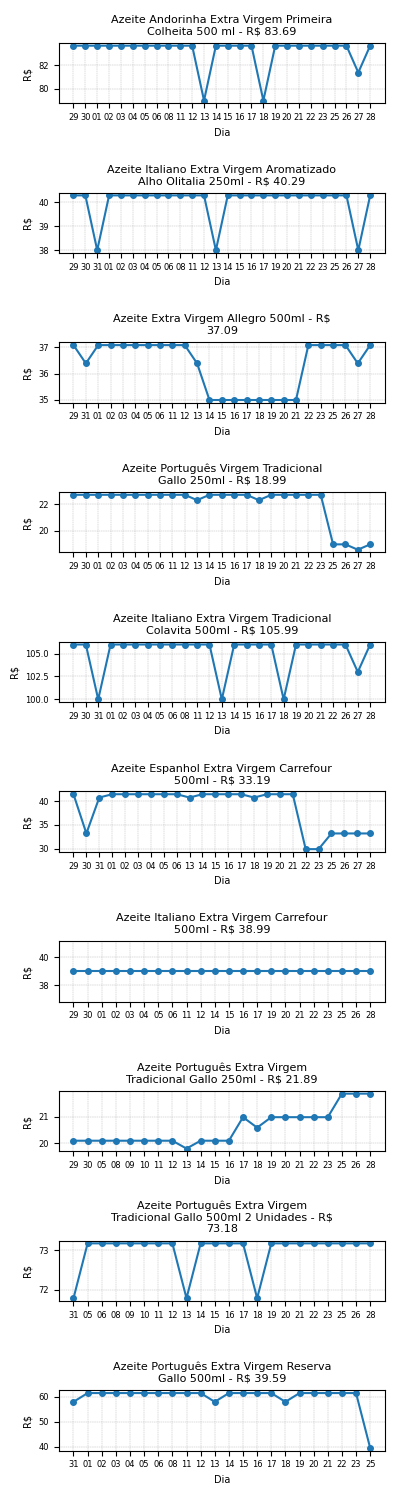 Azeite Andorinha Extra Virgem Primeira
Colheita 500 ml - R$ 83.69
82
80
R$
29 30 01 02 03 04 05 06 08 11 12 13 14 15 16 17 18 19 20 21 22 23 25 26 27 28
Dia
Azeite Italiano Extra Virgem Aromatizado
Alho Olitalia 250ml - R$ 40.29
40
39
38
R$
29 30 31 01 02 03 04 05 06 08 11 12 13 14 15 16 17 18 19 20 21 22 23 26 27 28
Dia
Azeite Extra Virgem Allegro 500ml - R$
37.09
37
36
35
R$
29 31 01 02 03 04 05 06 11 12 13 14 15 16 17 18 19 20 21 22 23 25 26 27 28
Dia
Azeite Português Virgem Tradicional
Gallo 250ml - R$ 18.99
22
20
R$
29 30 01 02 03 04 05 06 11 12 13 14 15 16 17 18 19 20 21 22 23 25 26 27 28
Dia
Azeite Italiano Extra Virgem Tradicional
Colavita 500ml - R$ 105.99
105.0
102.5
100.0
R$
29 30 31 01 02 03 04 05 06 08 11 12 13 14 15 16 17 18 19 20 21 23 25 26 27 28
Dia
Azeite Espanhol Extra Virgem Carrefour
500ml - R$ 33.19
40
35
30
R$
29 30 31 01 02 03 04 05 06 13 14 15 16 17 18 19 20 21 22 23 25 26 27 28
Dia
Azeite Italiano Extra Virgem Carrefour
500ml - R$ 38.99
40
38
R$
29 30 01 02 03 04 05 06 11 12 14 15 16 17 19 20 21 22 23 25 26 28
Dia
Azeite Português Extra Virgem
Tradicional Gallo 250ml - R$ 21.89
21
20
R$
29 30 05 08 09 10 11 12 13 14 15 16 17 18 19 20 21 22 23 25 26 28
Dia
Azeite Português Extra Virgem
Tradicional Gallo 500ml 2 Unidades - R$
73.18
73
72
R$
31 05 06 08 09 10 11 12 13 14 15 16 17 18 19 20 21 22 23 25 26 28
Dia
Azeite Português Extra Virgem Reserva
Gallo 500ml - R$ 39.59
60
50
40
R$
31 01 02 03 04 05 06 08 11 12 13 14 15 16 17 18 19 20 21 22 23 25
Dia